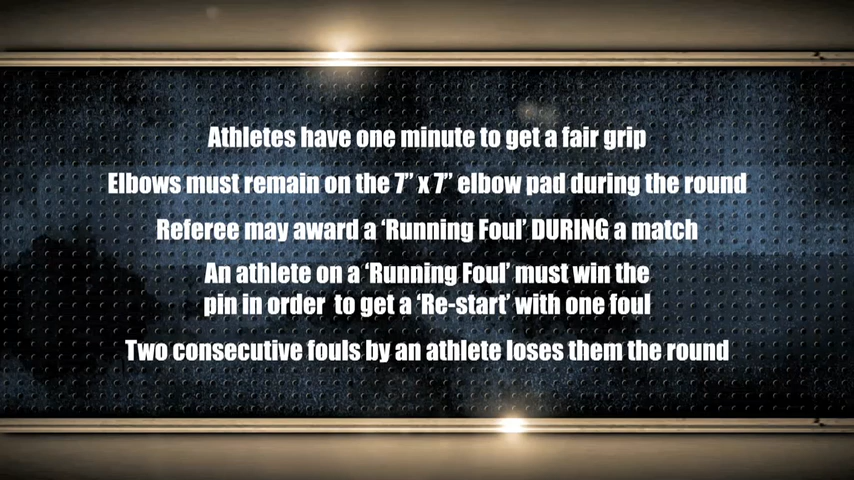 Athletes have one minute to get a fair grip
Elbows must remain on the 7” x 7” elbow pad during the round
Referee may award a ‘Running Foul’ DURING a match
An athlete on a ‘Running Foul’ must win the
pin in order to get a ‘Re-start’ with one foul
Two consecutive fouls by an athlete loses them the round